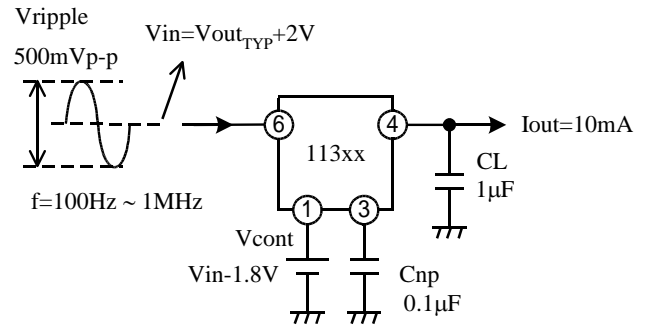 Vripple
500mVp-p
Vin=VoutTYP+2V
6
4
113xx
Iout=10mA
CL
1µF
f=100Hz ~ 1MHz
1
3
Vcont
Vin-1.8V
Cnp
0.1µF